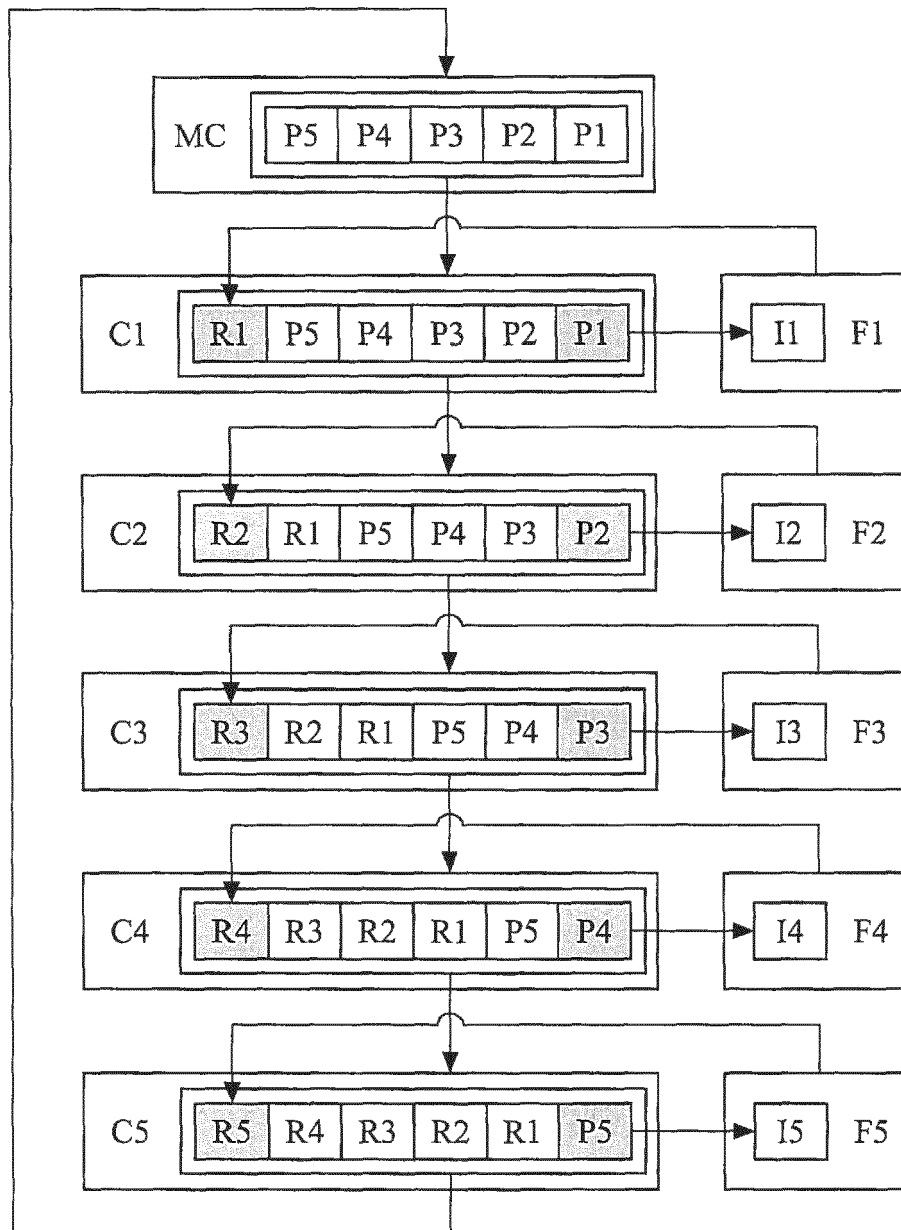 MC P5 P4 P3 P2 P1
C1 R1 P5 P4 P3 P2 P1 I1 F1
C2 R2 R1 P5 P4 P3 P2 I2 F2
C3 R3 R2 R1 P5 P4 P3 I3 F3
C4 R4 R3 R2 R1 P5 P4 I4 F4
C5 R5 R4 R3 R2 R1 P5 I5 F5